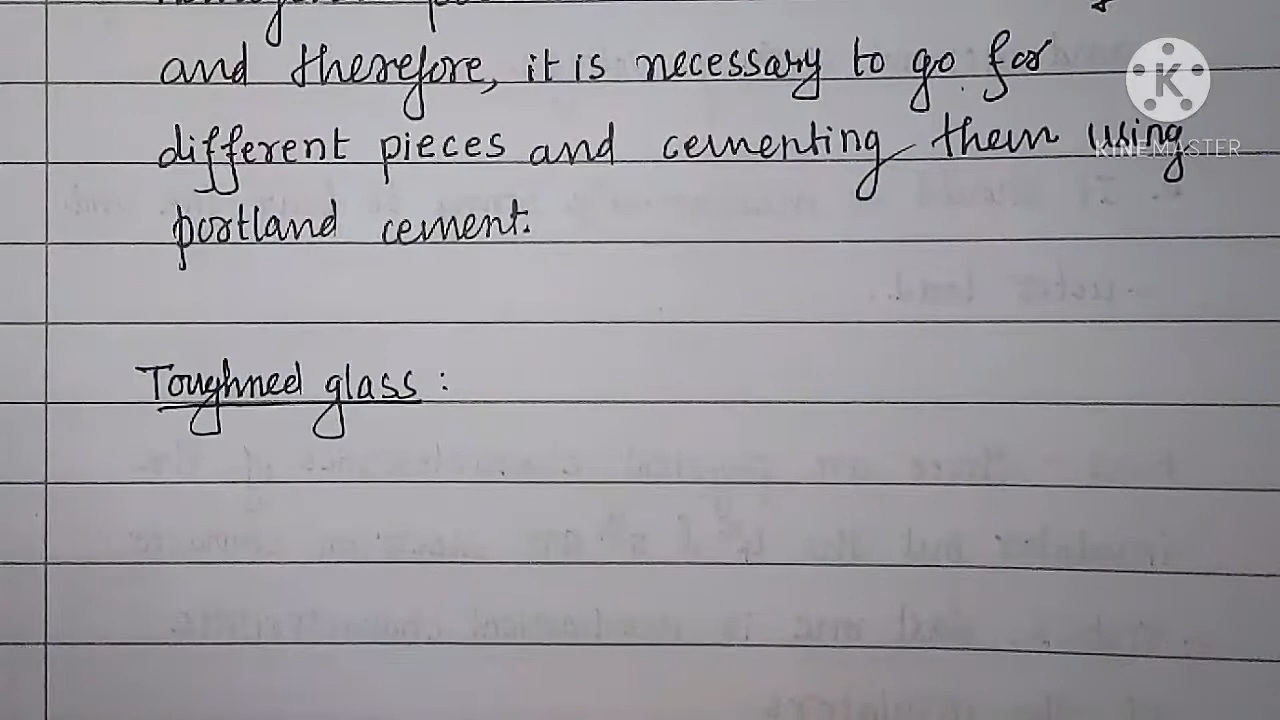 and therefore, it is necessary to go for
different pieces and cementing them using
portland cement.
K
KINEMASTER
Toughned glass :